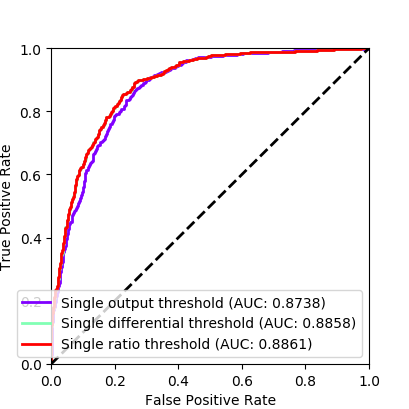 1.0
0.8
0.6
0.4
0.2
0.0
True Positive Rate
Single output threshold (AUC: 0.8738)
Single differential threshold (AUC: 0.8858)
Single ratio threshold (AUC: 0.8861)
0.0 0.2 0.4 0.6 0.8 1.0
False Positive Rate